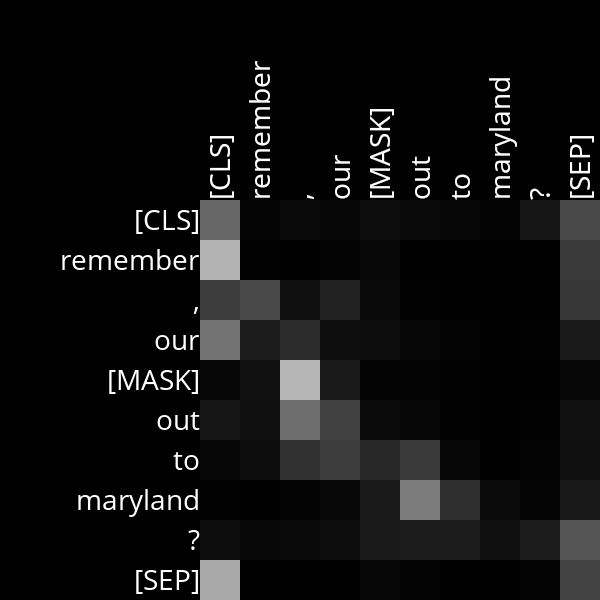 [CLS]
remember
,
our
[MASK]
out
to
maryland
?
[SEP]
[CLS]
remember
,
our
[MASK]
out
to
maryland
?
[SEP]